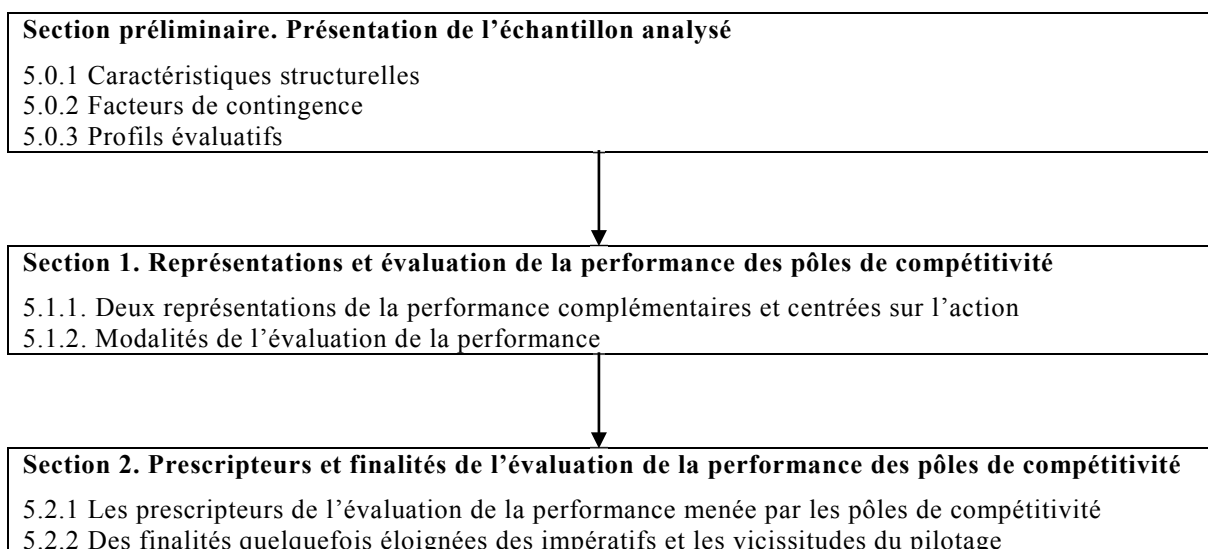 Section préliminaire. Présentation de l’échantillon analysé
5.0.1 Caractéristiques structurelles
5.0.2 Facteurs de contingence
5.0.3 Profils évaluatifs
Section 1. Représentations et évaluation de la performance des pôles de compétitivité
5.1.1. Deux représentations de la performance complémentaires et centrées sur l’action
5.1.2. Modalités de l’évaluation de la performance
Section 2. Prescripteurs et finalités de l’évaluation de la performance des pôles de compétitivité
5.2.1 Les prescripteurs de l’évaluation de la performance menée par les pôles de compétitivité
5.2.2 Des finalités quelquefois éloignées des impératifs et les vicissitudes du pilotage